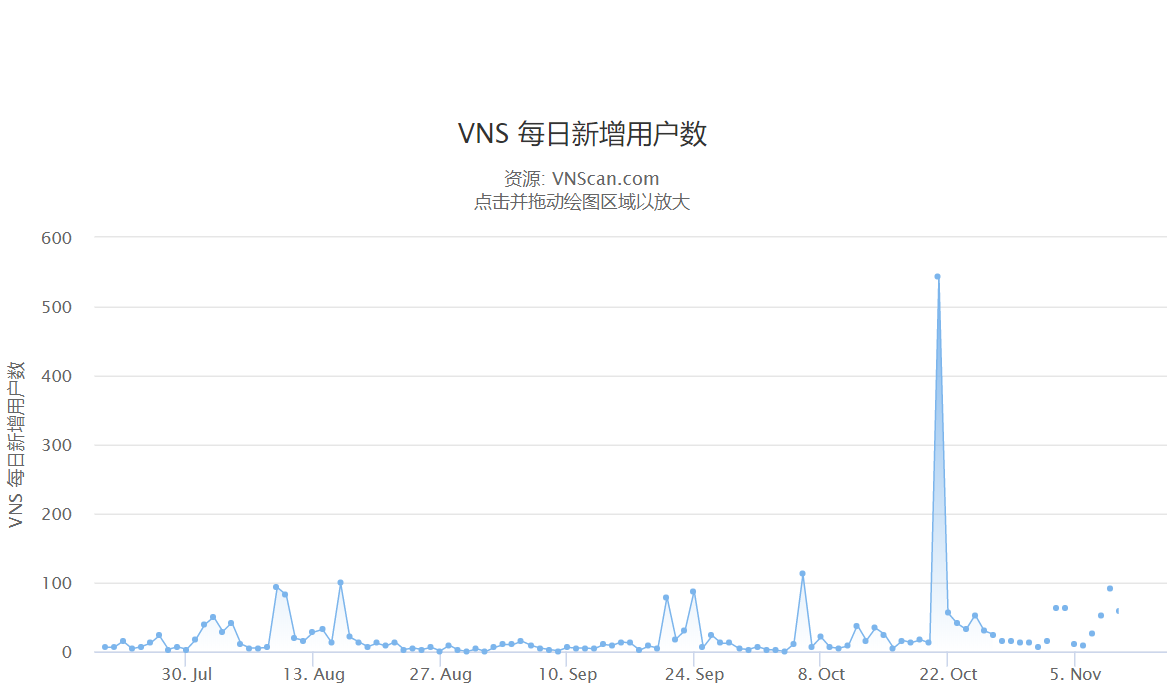 VNS 每日新增用户数
资源: VNScan.com
点击并拖动绘图区域以放大
VNS 每日新增用户数
600
500
400
300
200
100
0
30. Jul
13. Aug
27. Aug
10. Sep
24. Sep
8. Oct
22. Oct
5. Nov